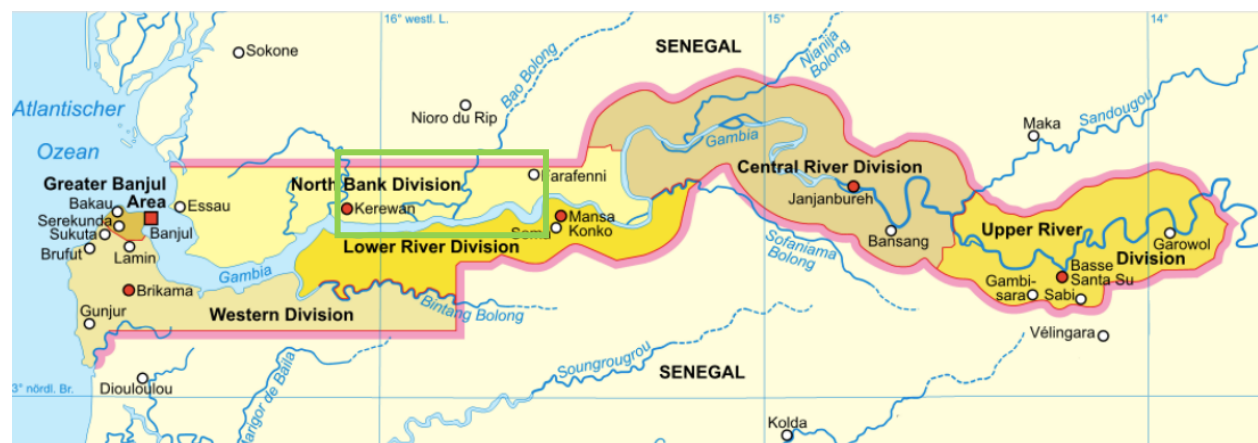 16° westl. L.
15°
14°
Sokone
SENEGAL
Nianija
Bolong
Bao Bolong
Atlantischer
Ozean
Nioro du Rip
Sandougou
Maka
Gambia
Greater Banjul
Area
North Bank Division
Farafenni
Central River Division
Bakau
Essau
Kerewan
Janjanbureh
Serekunda
Banjul
Mansa
Konko
Sukuta
Soma
Upper River
Division
Brufut
Lamin
Lower River Division
Bansang
Garowol
Gambia
Sofaniama
Bolong
Basse
Santa Su
Brikama
Gambi-
sara
Sabi
Gunjur
Western Division
Bintang Bolong
Vélingara
Soungrougrou
SENEGAL
Diouloulou
3° nördl. Br.
de Baïla
Kolda